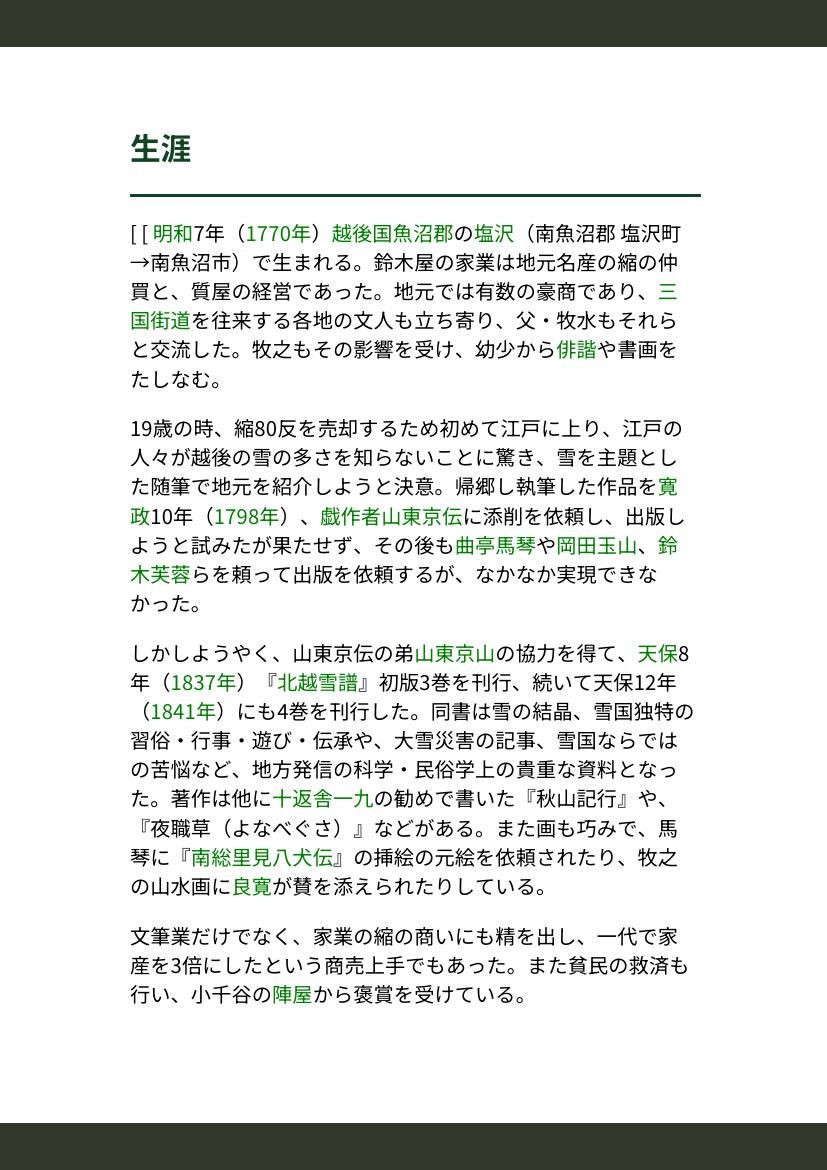 生涯
[ [ 明和7年（1770年）越後国魚沼郡の塩沢（南魚沼郡 塩沢町
→南魚沼市）で生まれる。鈴木屋の家業は地元名産の縮の仲
買と、質屋の経営であった。地元では有数の豪商であり、三
国街道を往来する各地の文人も立ち寄り、父・牧水もそれら
と交流した。牧之もその影響を受け、幼少から俳諧や書画を
たしなむ。
19歳の時、縮80反を売却するため初めて江戸に上り、江戸の
人々が越後の雪の多さを知らないことに驚き、雪を主題とし
た随筆で地元を紹介しようと決意。帰郷し執筆した作品を寛
政10年（1798年）、戯作者山東京伝に添削を依頼し、出版し
ようと試みたが果たせず、その後も曲亭馬琴や岡田玉山、鈴
木芙蓉らを頼って出版を依頼するが、なかなか実現できな
かった。
しかしようやく、山東京伝の弟山東京山の協力を得て、天保8
年（1837年）『北越雪譜』初版3巻を刊行、続いて天保12年
（1841年）にも4巻を刊行した。同書は雪の結晶、雪国独特の
習俗・行事・遊び・伝承や、大雪災害の記事、雪国ならでは
の苦悩など、地方発信の科学・民俗学上の貴重な資料となっ
た。著作は他に十返舎一九の勧めで書いた『秋山記行』や、
『夜職草（よなべぐさ）』などがある。また画も巧みで、馬
琴に『南総里見八犬伝』の挿絵の元絵を依頼されたり、牧之
の山水画に良寛が賛を添えられたりしている。
文筆業だけでなく、家業の縮の商いにも精を出し、一代で家
産を3倍にしたという商売上手でもあった。また貧民の救済も
行い、小千谷の陣屋から褒賞を受けている。